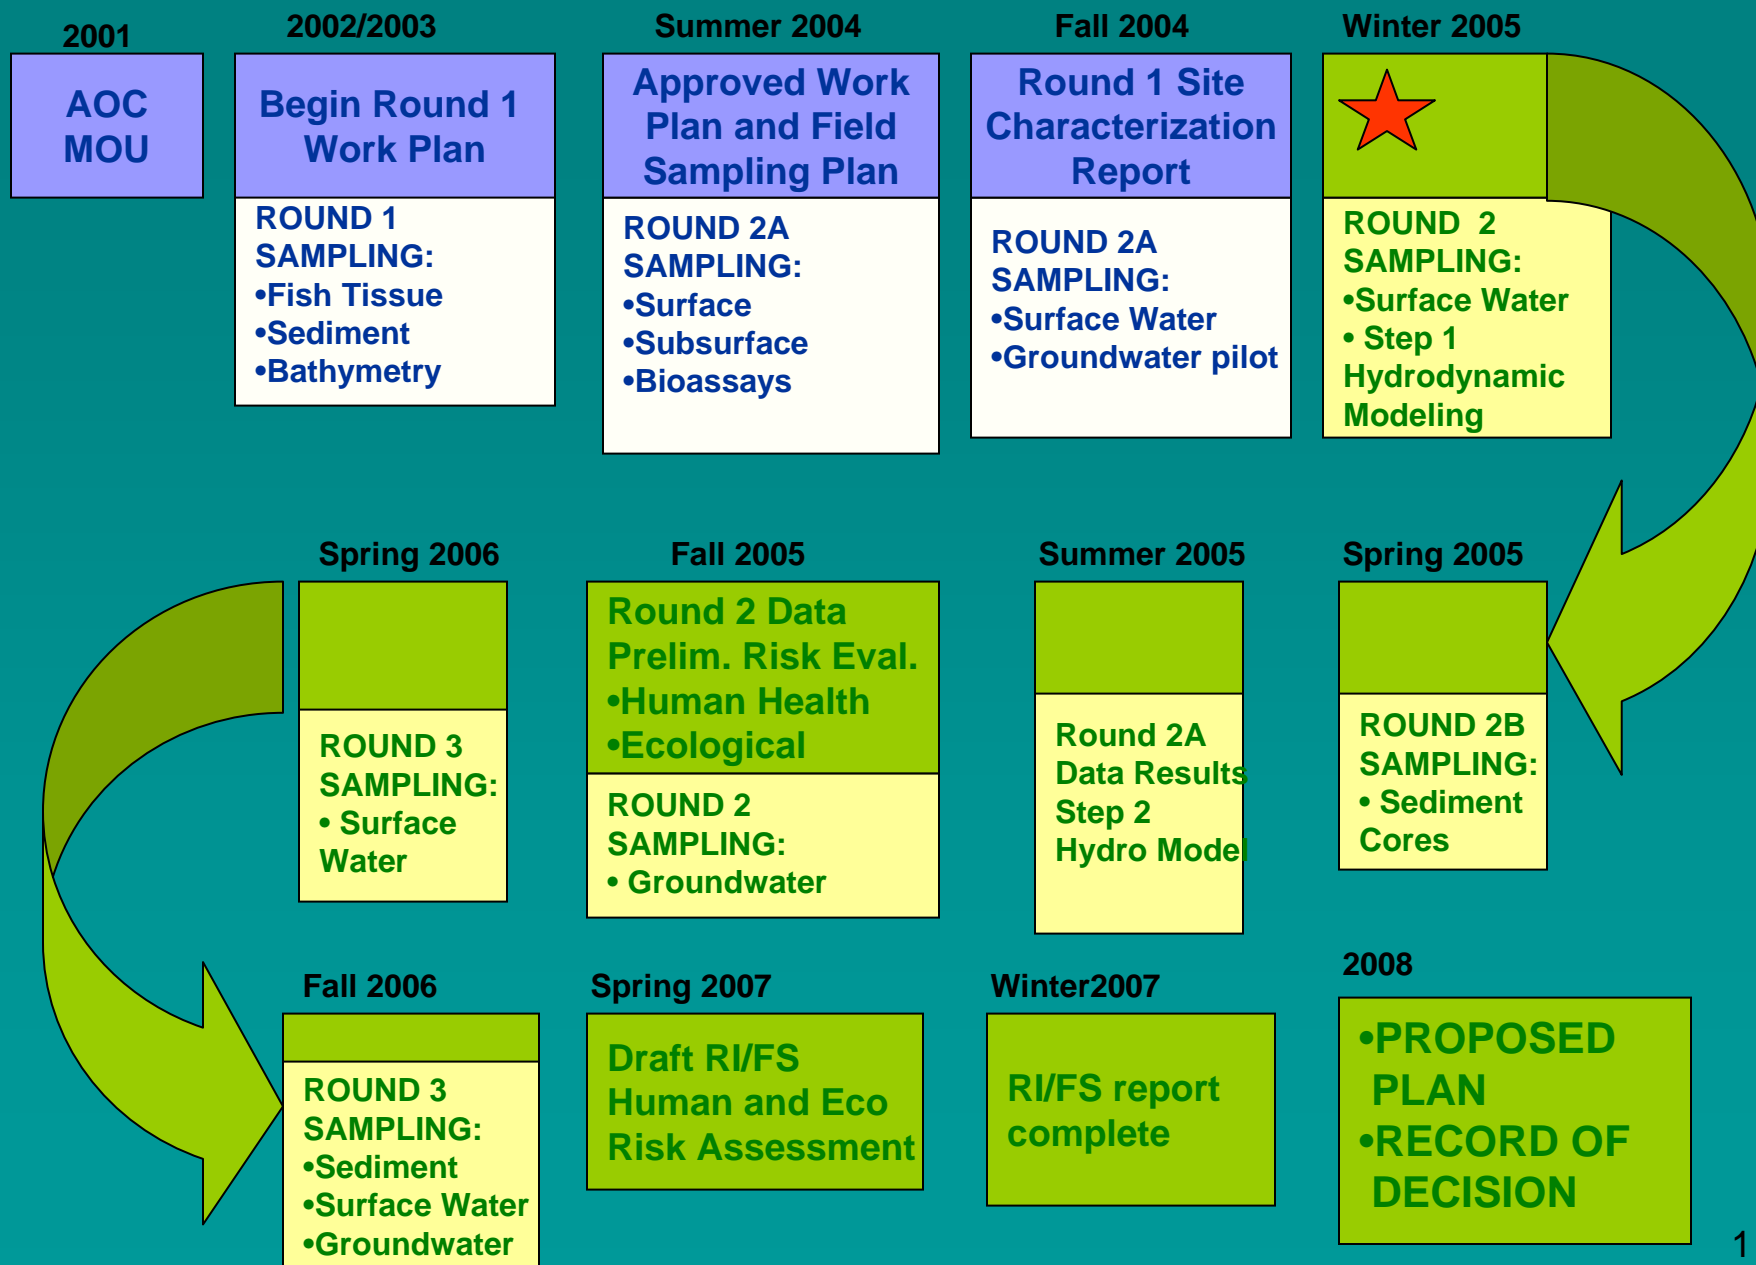 2001
AOC
MOU
2002/2003
Begin Round 1
Work Plan
ROUND 1
SAMPLING:
•Fish Tissue
•Sediment
•Bathymetry
Summer 2004
Approved Work
Plan and Field
Sampling Plan
ROUND 2A
SAMPLING:
•Surface
•Subsurface
•Bioassays
Fall 2004
Round 1 Site
Characterization
Report
ROUND 2A
SAMPLING:
•Surface Water
•Groundwater pilot
Winter 2005
ROUND 2
SAMPLING:
•Surface Water
• Step 1
Hydrodynamic
Modeling
Spring 2005
ROUND 2B
SAMPLING:
• Sediment
Cores
Summer 2005
Round 2A
Data Results
Step 2
Hydro Model
Fall 2005
Round 2 Data
Prelim. Risk Eval.
•Human Health
•Ecological
ROUND 2
SAMPLING:
• Groundwater
Spring 2006
ROUND 3
SAMPLING:
• Surface
Water
Fall 2006
ROUND 3
SAMPLING:
•Sediment
•Surface Water
•Groundwater
Spring 2007
Draft RI/FS
Human and Eco
Risk Assessment
Winter2007
RI/FS report
complete
2008
•PROPOSED
PLAN
•RECORD OF
DECISION
1